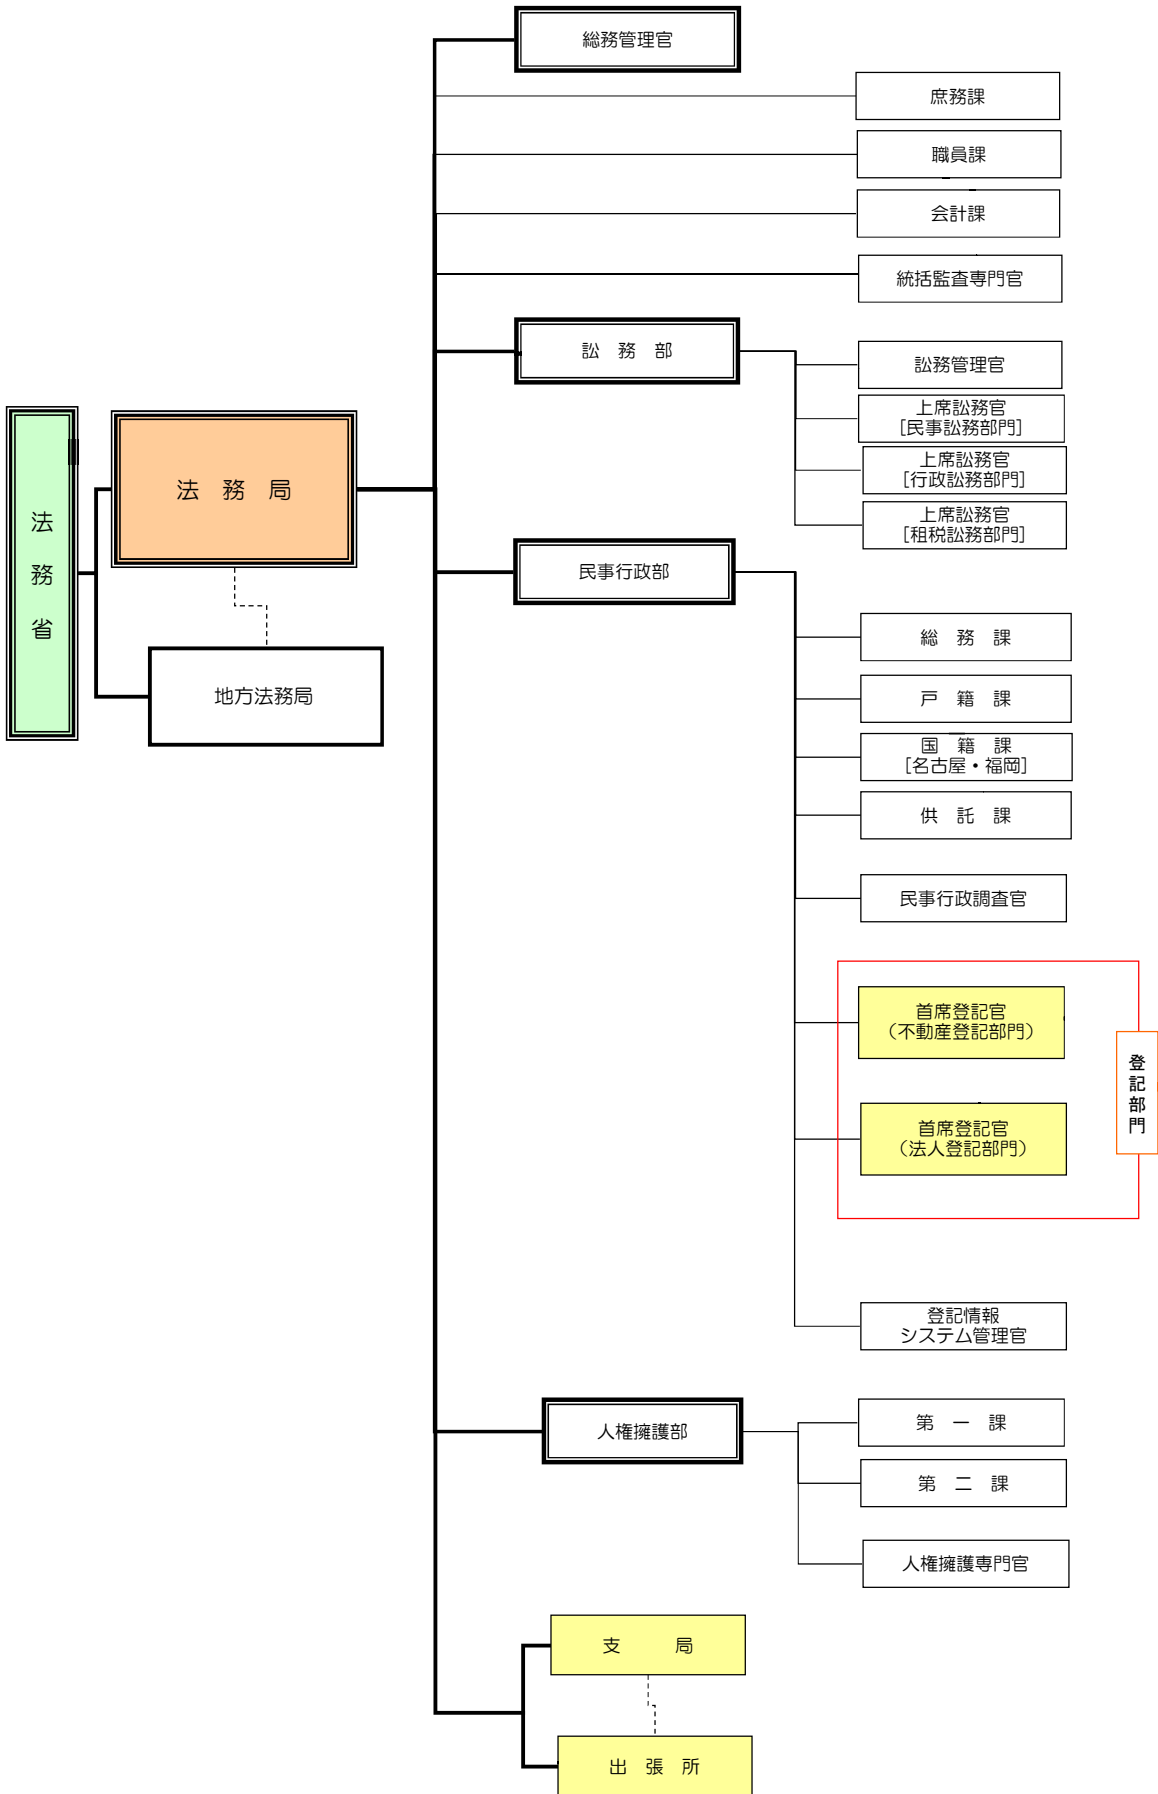 総務管理官
庶務課
職員課
会計課
統括監査専門官
訟　務　部
訟務管理官
上席訟務官
[民事訟務部門]
上席訟務官
[行政訟務部門]
上席訟務官
[租税訟務部門]
法務省
法　務　局
地方法務局
民事行政部
総　務　課
戸　籍　課
国　籍　課
[名古屋・福岡]
供　託　課
民事行政調査官
首席登記官
（不動産登記部門）
首席登記官
（法人登記部門）
登記部門
登記情報
システム管理官
人権擁護部
第　一　課
第　二　課
人権擁護専門官
支　　　局
出　張　所